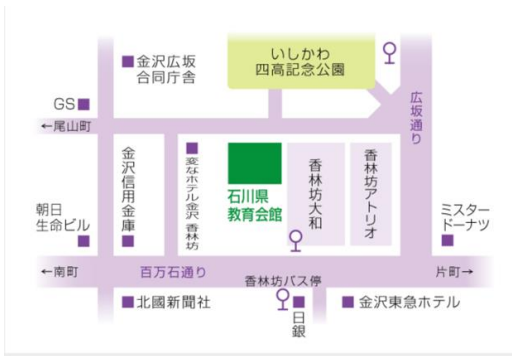 金沢広坂
合同庁舎
いしかわ
四高記念公園
GS
←尾山町
広坂通り
金沢信用金庫
変なホテル金沢 香林坊
石川県
教育会館
香林坊大和
香林坊アトリオ
朝日
生命ビル
ミスター
ドーナツ
←南町
百万石通り
香林坊バス停
片町→
北國新聞社
日銀
金沢東急ホテル